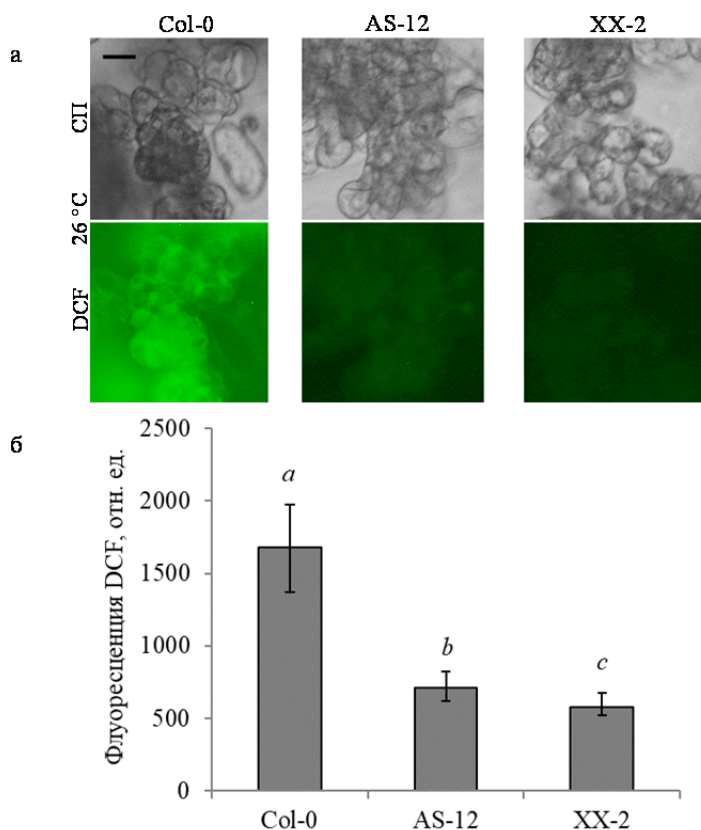 Col-0 AS-12 XX-2
а
СП
26 °C
DCF
б
Флуоресценция DCF, отн. ед.
2500
2000
1500
1000
500
0
a
b
c
Col-0 AS-12 XX-2